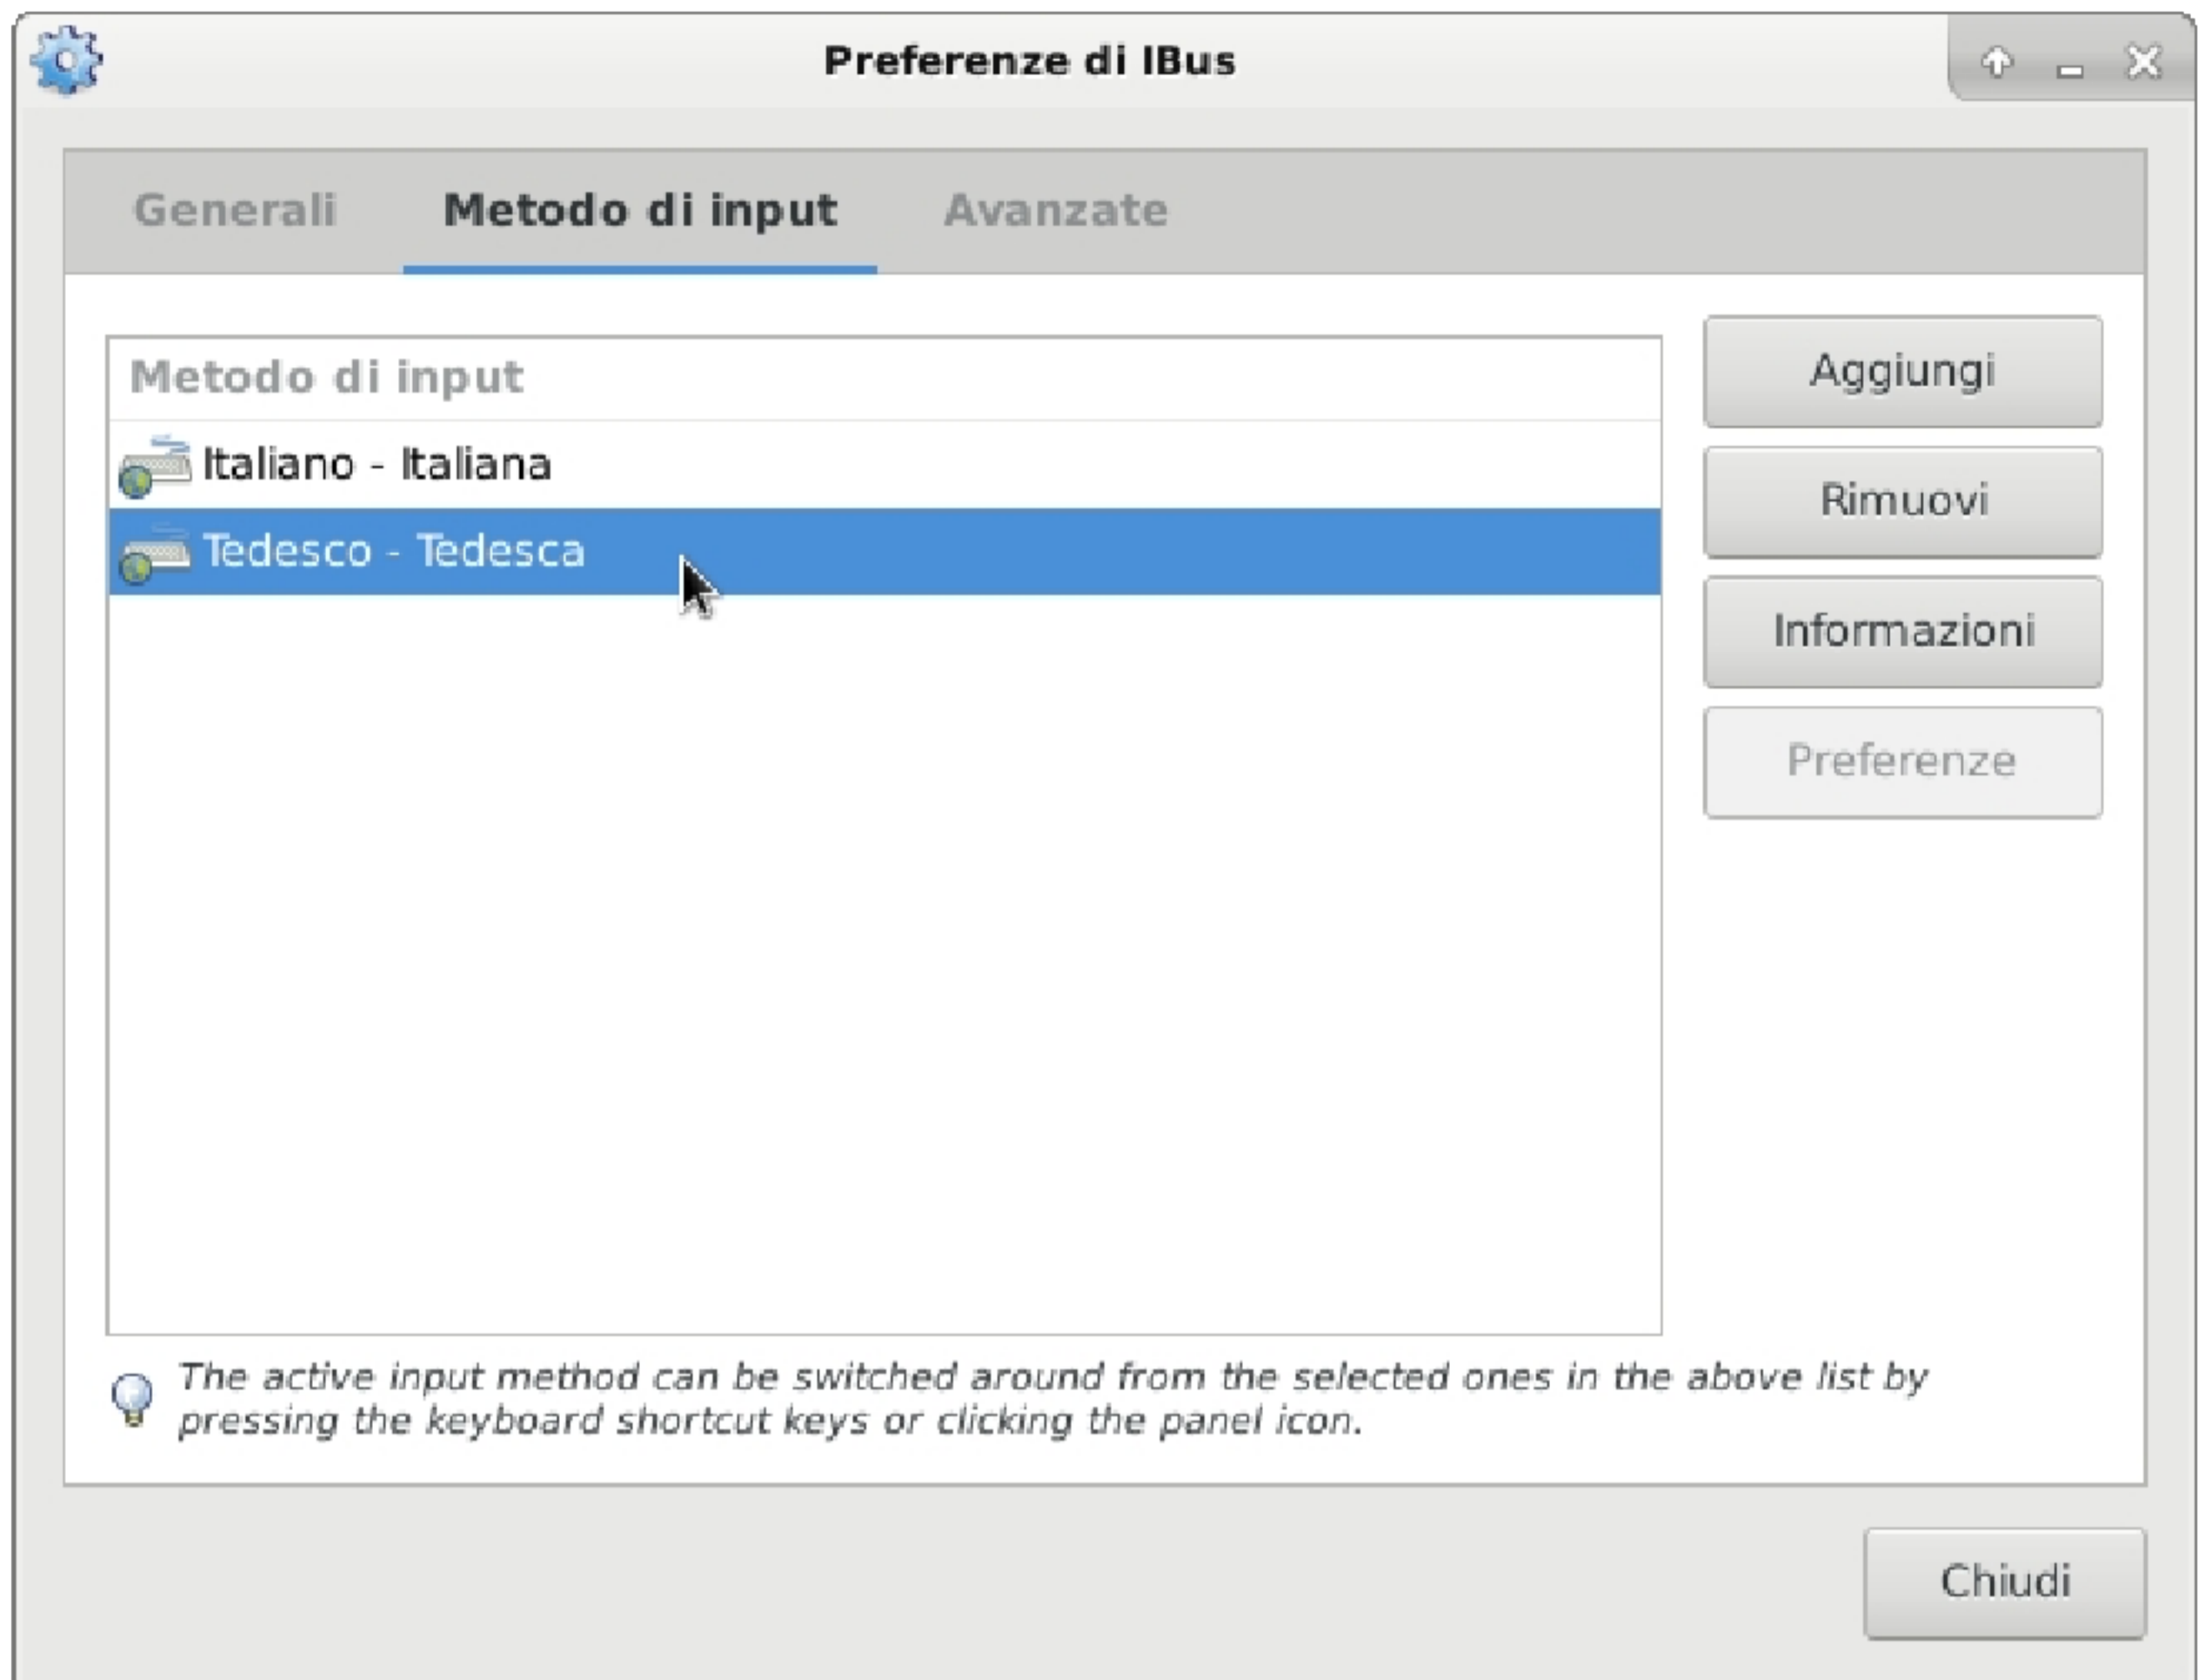 Preferenze di IBus
Generali
Metodo di input
Avanzate
Metodo di input
Italiano - Italiana
Tedesco - Tedesca
Aggiungi
Rimuovi
Informazioni
Preferenze
The active input method can be switched around from the selected ones in the above list by
pressing the keyboard shortcut keys or clicking the panel icon.
Chiudi